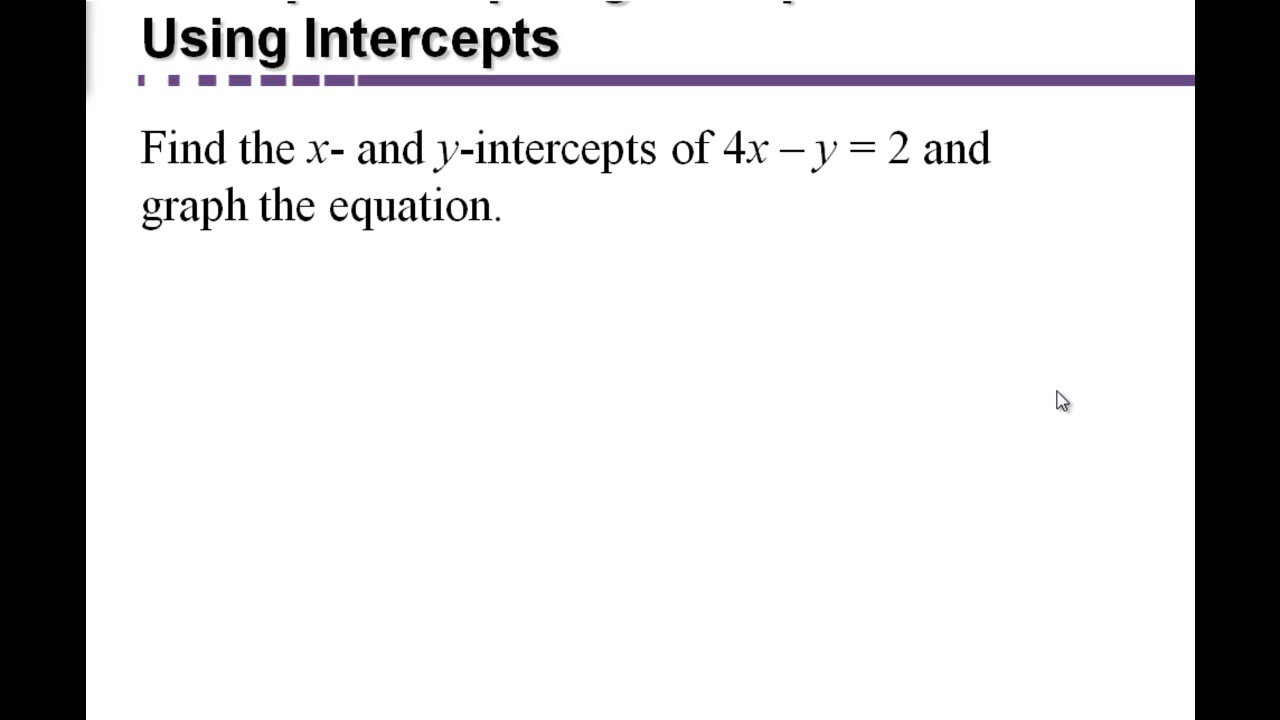 Using Intercepts
Find the x- and y-intercepts of 4x – y = 2 and
graph the equation.